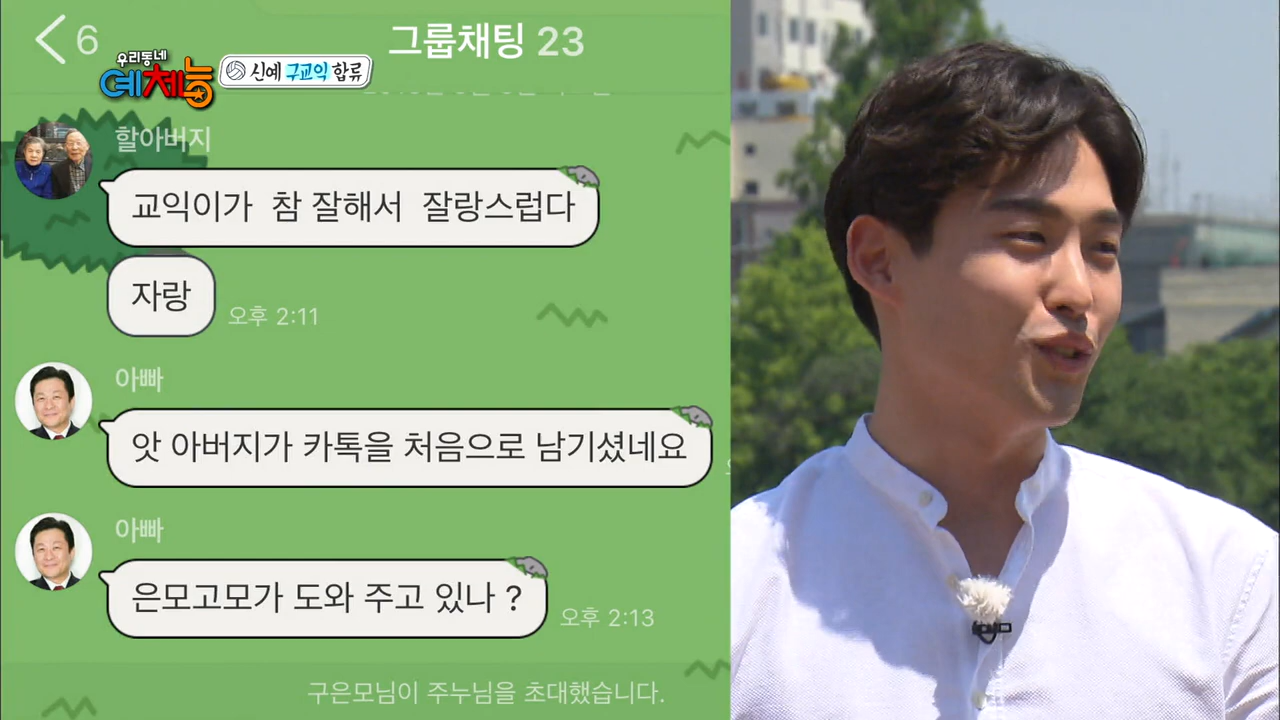 6
그룹채팅 23
우리동네
예체능
신예 구교익 합류
할아버지
교익이가 참 잘해서 잘랑스럽다
자랑
오후 2:11
아빠
앗 아버지가 카톡을 처음으로 남기셨네요
아빠
은모고모가 도와 주고 있나 ?
오후 2:13
구은모님이 주누님을 초대했습니다.